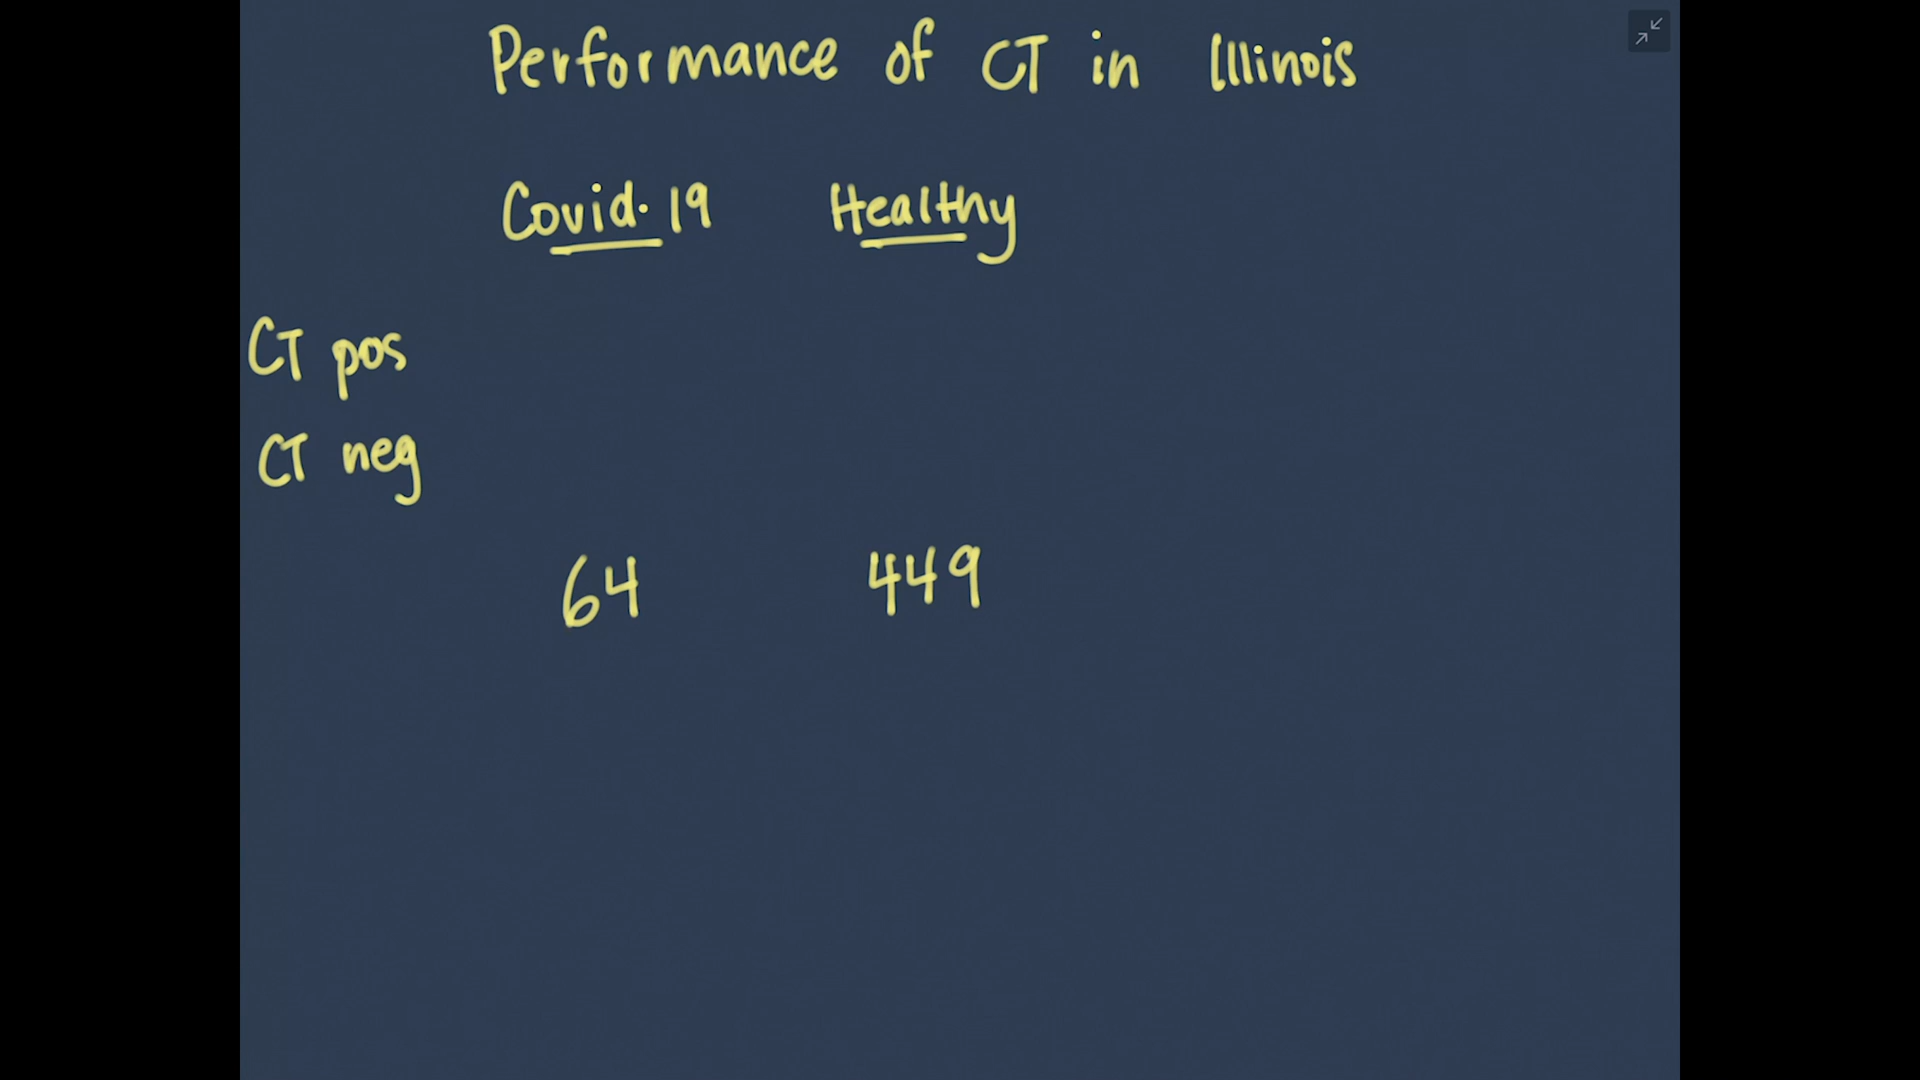 Performance of CT in Illinois
Covid-19 Healthy
CT pos
CT neg
64 449